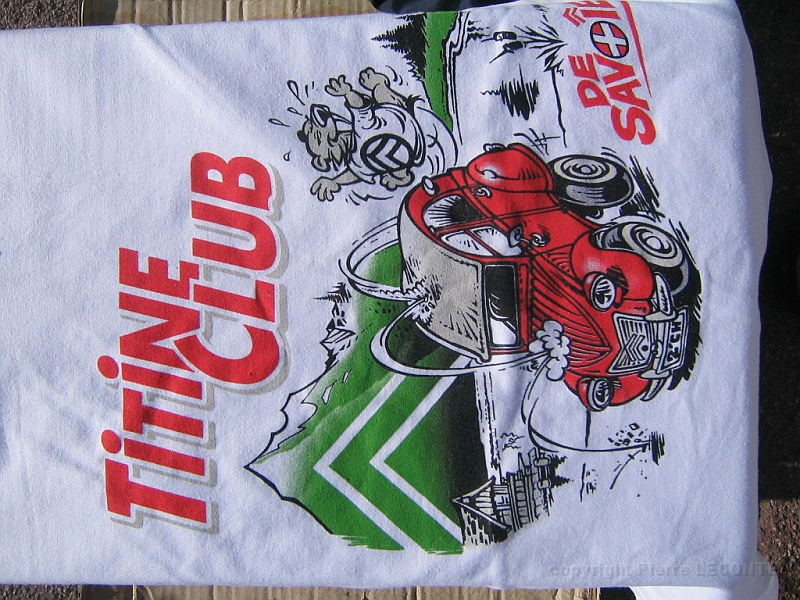 TiTiNE
CLUB
DE
SAVOiE
copyright Pierre LECONTE